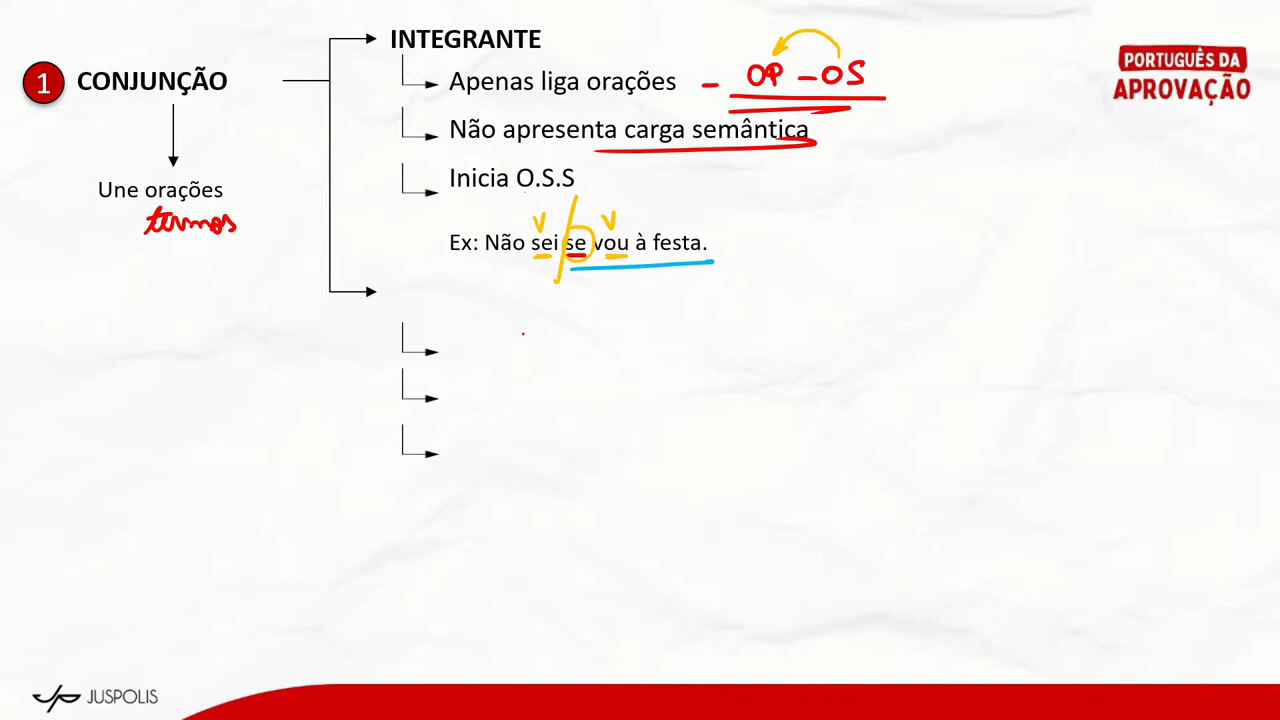 INTEGRANTE
1 CONJUNÇÃO
Apenas liga orações - OP - OS
Não apresenta carga semântica
Une orações
termos
Inicia O.S.S
V V
Ex: Não sei se vou à festa.
PORTUGUÊS DA
APROVAÇÃO
JP JUSPOLIS